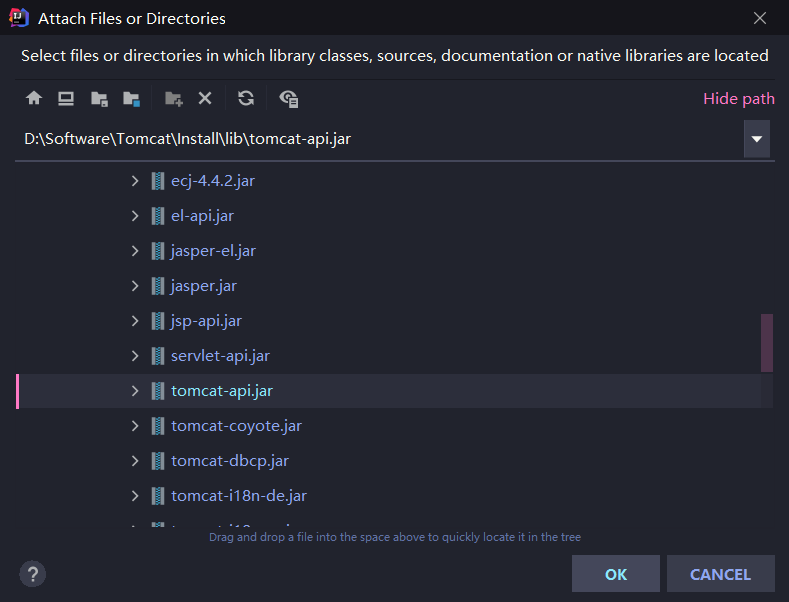 Attach Files or Directories
Select files or directories in which library classes, sources, documentation or native libraries are located
Hide path
D:\Software\Tomcat\Install\lib\tomcat-api.jar
ecj-4.4.2.jar
el-api.jar
jasper-el.jar
jasper.jar
jsp-api.jar
servlet-api.jar
tomcat-api.jar
tomcat-coyote.jar
tomcat-dbcp.jar
tomcat-i18n-de.jar
Drag and drop a file into the space above to quickly locate it in the tree
?
OK
CANCEL